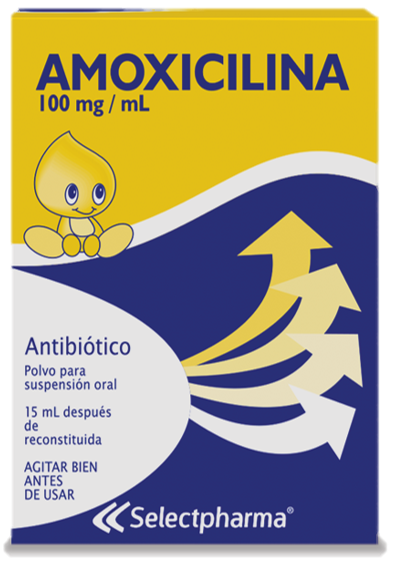 AMOXICILINA
100 mg / mL
Antibiótico
Polvo para
suspensión oral
15 mL después
de
reconstituida
AGITAR BIEN
ANTES
DE USAR
Selectpharma®